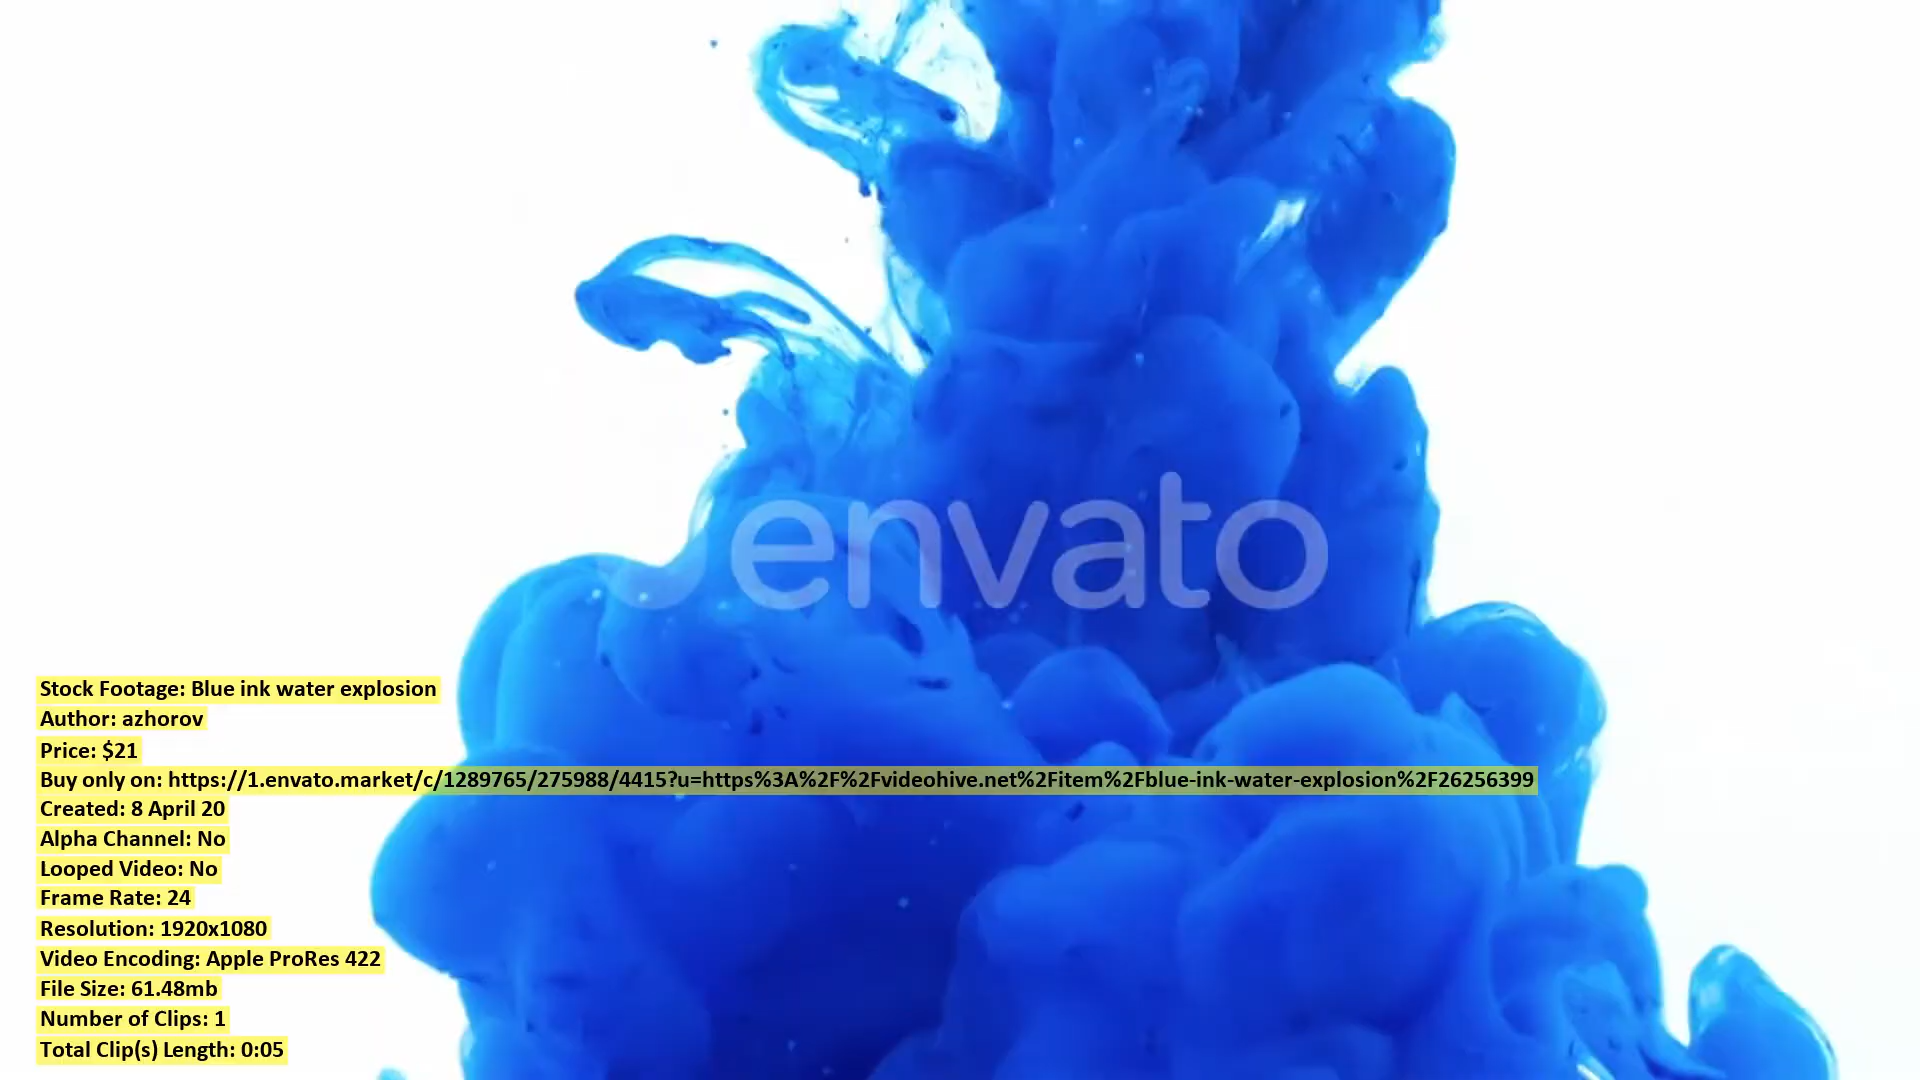 envato
Stock Footage: Blue ink water explosion
Author: azhorov
Price: $21
Buy only on: https://1.envato.market/c/1289765/275988/4415?u=https%3A%2F%2Fvideohive.net%2Fitem%2Fblue-ink-water-explosion%2F26256399
Created: 8 April 20
Alpha Channel: No
Looped Video: No
Frame Rate: 24
Resolution: 1920x1080
Video Encoding: Apple ProRes 422
File Size: 61.48mb
Number of Clips: 1
Total Clip(s) Length: 0:05